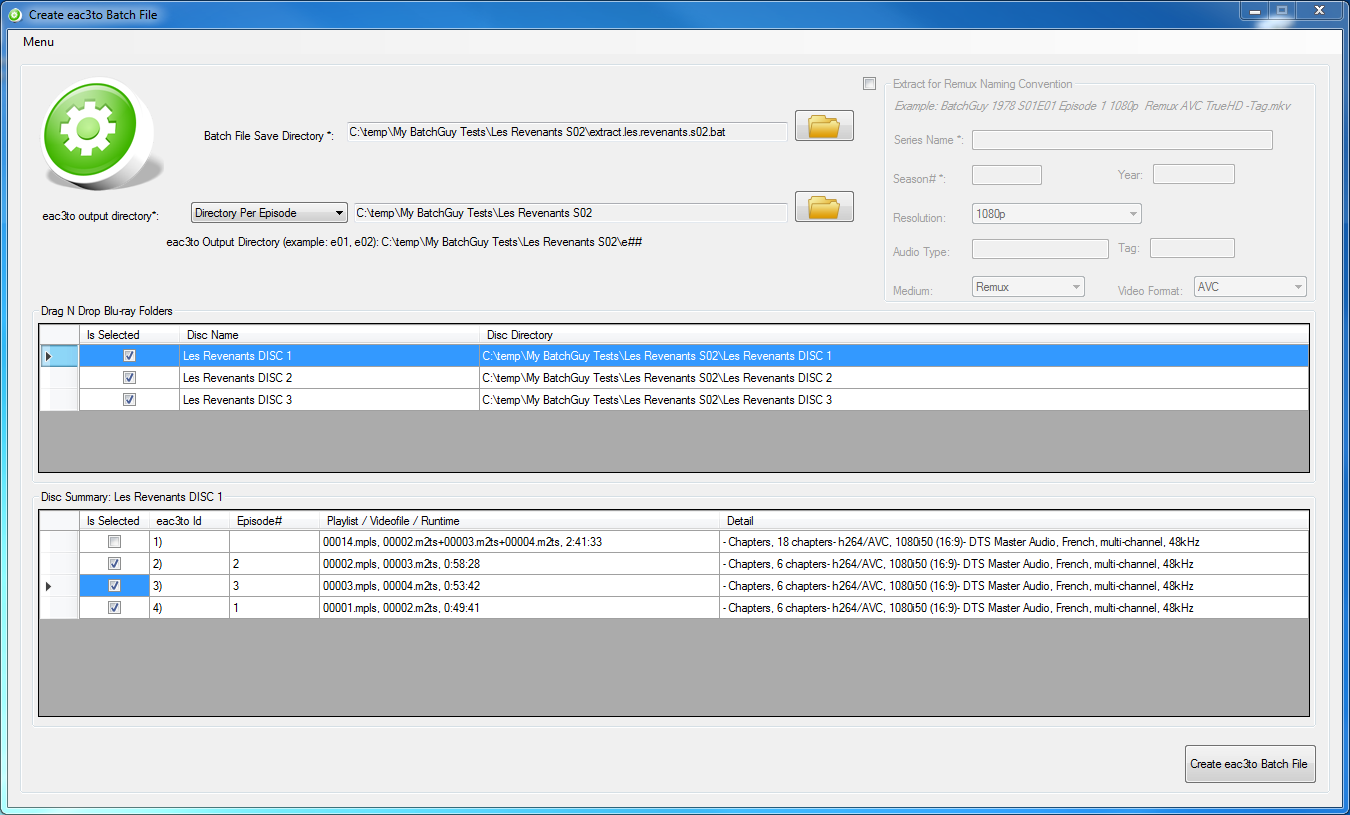 Create eac3to Batch File
Menu
Extract for Remux Naming Convention
Example: BatchGuy 1978 S01E01 Episode 1 1080p Remux AVC TrueHD -Tag.mkv
Batch File Save Directory *: C:\temp\My BatchGuy Tests\Les Revenants S02\extract.les.revenants.s02.bat
Series Name *:
Season# *: Year:
eac3to output directory*: Directory Per Episode C:\temp\My BatchGuy Tests\Les Revenants S02
Resolution: 1080p
eac3to Output Directory (example: e01, e02): C:\temp\My BatchGuy Tests\Les Revenants S02\e##
Audio Type: Tag:
Medium: Remux Video Format: AVC
Drag N Drop Blu-ray Folders
Is Selected Disc Name Disc Directory
Les Revenants DISC 1 C:\temp\My BatchGuy Tests\Les Revenants S02\Les Revenants DISC 1
Les Revenants DISC 2 C:\temp\My BatchGuy Tests\Les Revenants S02\Les Revenants DISC 2
Les Revenants DISC 3 C:\temp\My BatchGuy Tests\Les Revenants S02\Les Revenants DISC 3
Disc Summary: Les Revenants DISC 1
Is Selected eac3to Id Episode# Playlist / Videofile / Runtime Detail
1) 00014.mpls, 00002.m2ts+00003.m2ts+00004.m2ts, 2:41:33 - Chapters, 18 chapters- h264/AVC, 1080i50 (16:9)- DTS Master Audio, French, multi-channel, 48kHz
2) 2 00002.mpls, 00003.m2ts, 0:58:28 - Chapters, 6 chapters- h264/AVC, 1080i50 (16:9)- DTS Master Audio, French, multi-channel, 48kHz
3) 3 00003.mpls, 00004.m2ts, 0:53:42 - Chapters, 6 chapters- h264/AVC, 1080i50 (16:9)- DTS Master Audio, French, multi-channel, 48kHz
4) 1 00001.mpls, 00002.m2ts, 0:49:41 - Chapters, 6 chapters- h264/AVC, 1080i50 (16:9)- DTS Master Audio, French, multi-channel, 48kHz
Create eac3to Batch File